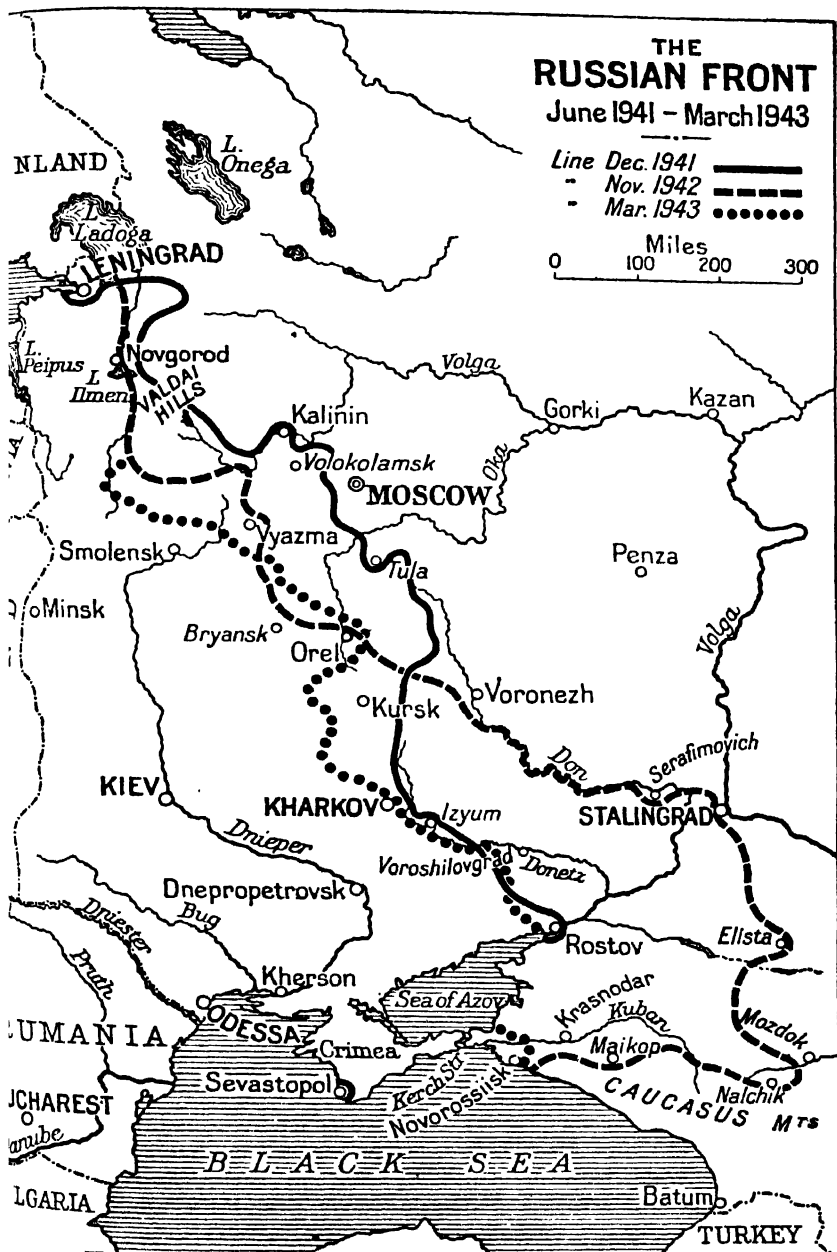 THE
RUSSIAN FRONT
June 1941 – March 1943
Line Dec. 1941
" Nov. 1942
" Mar. 1943
Miles
0 100 200 300
L.
Onega
NLAND
L.
Ladoga
LENINGRAD
L.
Peipus
Novgorod
L
Ilmen
VALDAI
HILLS
Volga
Kalinin
Gorki
Kazan
Volokolamsk
Oka
MOSCOW
Vyazma
Smolensk
Tula
Penza
Minsk
Bryansk
Orel
Volga
Voronezh
Kursk
Don
Serafimovich
KIEV
KHARKOV
Izyum
STALINGRAD
Dnieper
Voroshilovgrad
Donetz
Dnepropetrovsk
Dniester
Bug
Rostov
Elista
Pruth
Kherson
Sea of Azov
Krasnodar
Kuban
Mozdok
UMANIA
ODESSA
Crimea
Maikop
Sevastopol
Kerch Str
Novorossiisk
Nalchik
CAUCASUS MTS
UCHAREST
anube
BLACK SEA
LGARIA
Batum
TURKEY